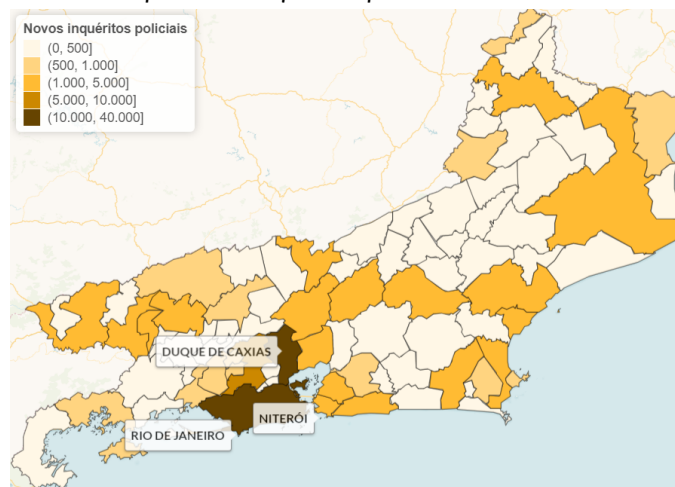 Novos inquéritos policiais
(0, 500]
(500, 1.000]
(1.000, 5.000]
(5.000, 10.000]
(10.000, 40.000]
DUQUE DE CAXIAS
NITERÓI
RIO DE JANEIRO